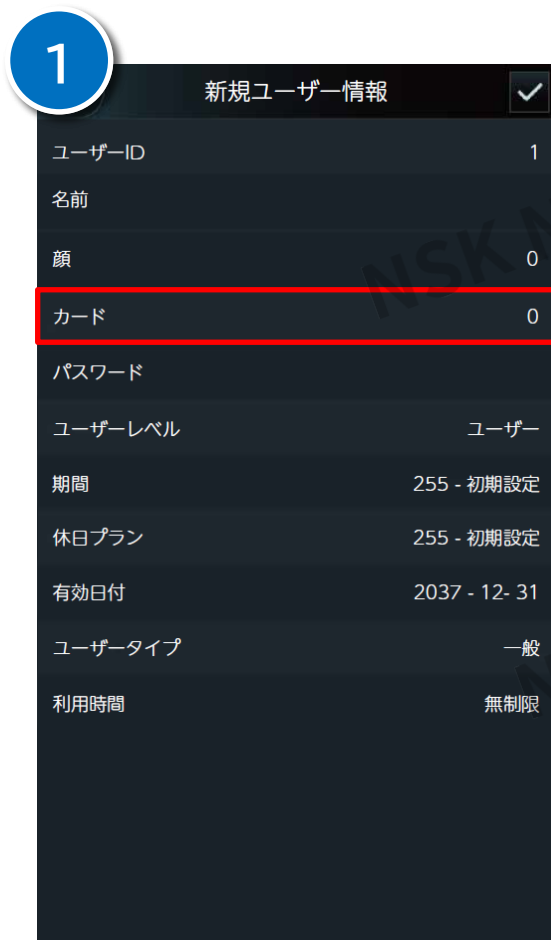 1
新規ユーザー情報
ユーザーID 1
名前
顔 0
カード 0
パスワード
ユーザーレベル ユーザー
期間 255 - 初期設定
休日プラン 255 - 初期設定
有効日付 2037 - 12- 31
ユーザータイプ 一般
利用時間 無制限
NSK N
N